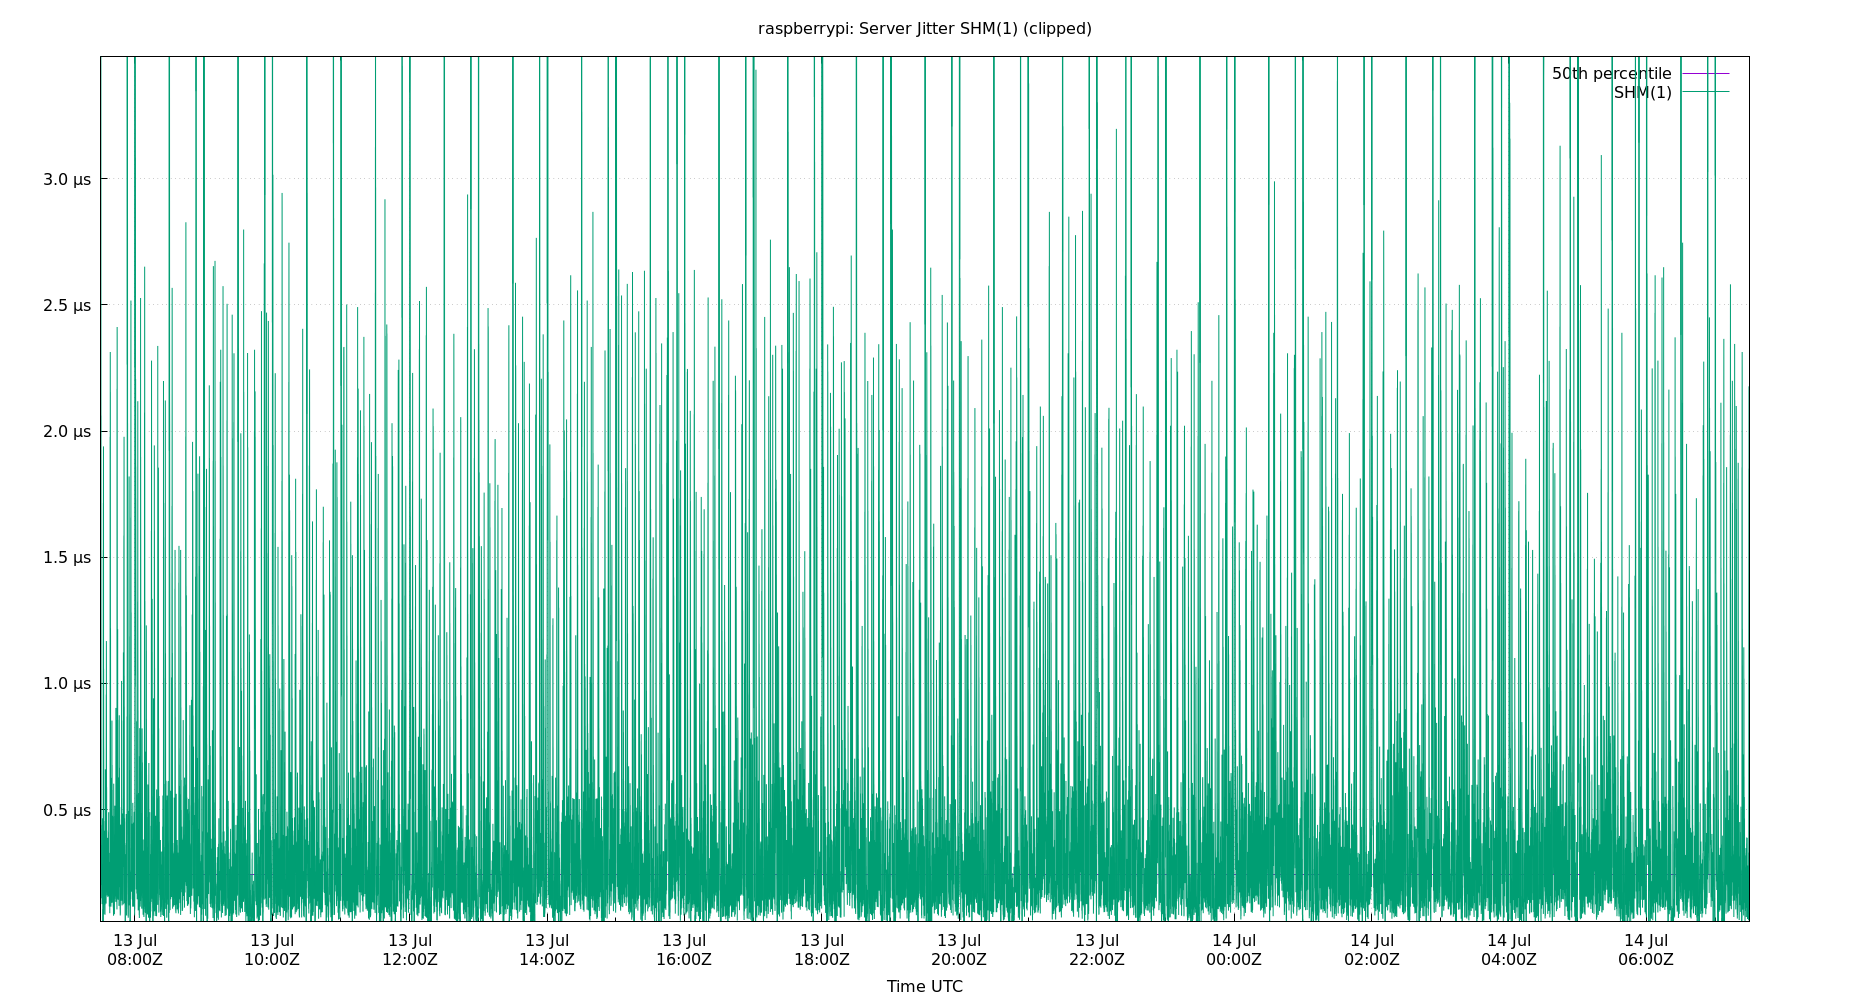 raspberrypi: Server Jitter SHM(1) (clipped)
50th percentile
SHM(1)
3.0 µs
2.5 µs
2.0 µs
1.5 µs
1.0 µs
0.5 µs
13 Jul 13 Jul 13 Jul 13 Jul 13 Jul 13 Jul 13 Jul 13 Jul 14 Jul 14 Jul 14 Jul 14 Jul
08:00Z 10:00Z 12:00Z 14:00Z 16:00Z 18:00Z 20:00Z 22:00Z 00:00Z 02:00Z 04:00Z 06:00Z
Time UTC